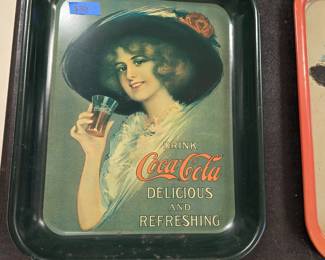 DRINK
Coca-Cola
DELICIOUS
AND
REFRESHING